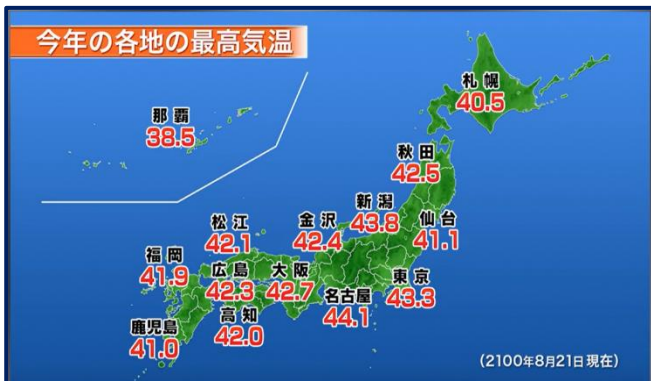 今年の各地の最高気温
札幌
40.5
那覇
38.5
秋田
42.5
新潟
43.8
仙台
41.1
金沢
42.4
松江
42.1
福岡
41.9
広島
42.3
大阪
42.7
東京
43.3
名古屋
44.1
高知
42.0
鹿児島
41.0
(2100年8月21日現在)